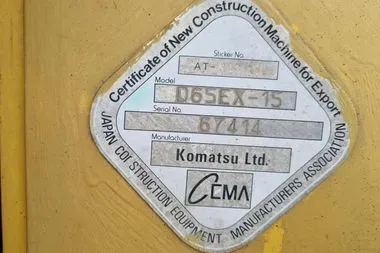 Certificate of New Construction Machine for Export
Sticker No.
AT-
Model
D65EX-15
Serial No
67414
Manufacturer
Komatsu Ltd.
CEMA
JAPAN CONSTRUCTION EQUIPMENT MANUFACTURERS ASSOCIATION